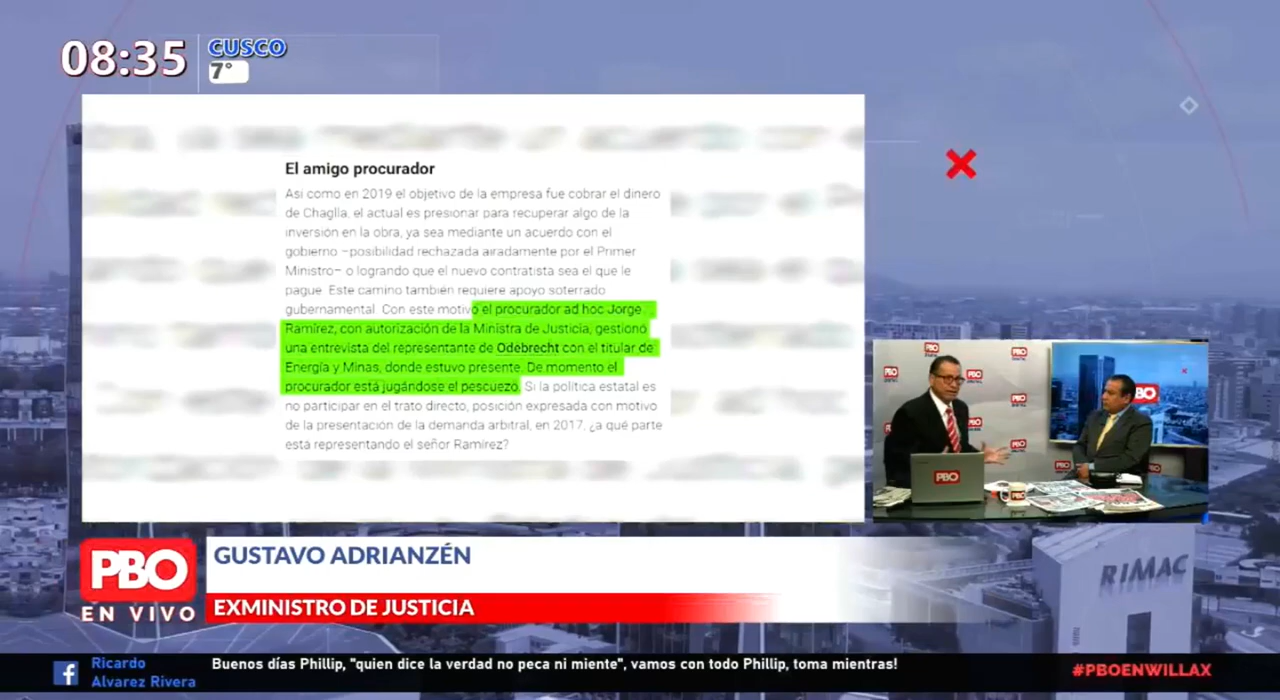 08:35
CUSCO
7°
El amigo procurador
Asi como en 2019 el objetivo de la empresa fue cobrar el dinero
de Chaglla, el actual es presionar para recuperar algo de la
inversión en la obra, ya sea mediante un acuerdo con el
gobierno –posibilidad rechazada airadamente por el Primer
Ministro– o logrando que el nuevo contratista sea el que le
pague. Este camino también requiere apoyo soterrado
gubernamental. Con este motivo el procurador ad hoc Jorge
Ramírez, con autorización de la Ministra de Justicia, gestionó
una entrevista del representante de Odebrecht con el titular de
Energía y Minas, donde estuvo presente. De momento el
procurador está jugándose el pescuezo. Si la política estatal es
no participar en el trato directo, posición expresada con motivo
de la presentación de la demanda arbitral, en 2017, ¿a qué parte
está representando el señor Ramírez?
PBO
PBO
PBO
PBO
PBO
PBO
PBO
PBO
PBO
PBO
EN VIVO
GUSTAVO ADRIANZÉN
EXMINISTRO DE JUSTICIA
RIMAC
Ricardo
Alvarez Rivera
Buenos días Phillip, "quien dice la verdad no peca ni miente", vamos con todo Phillip, toma mientras!
#PBOENWILLAX